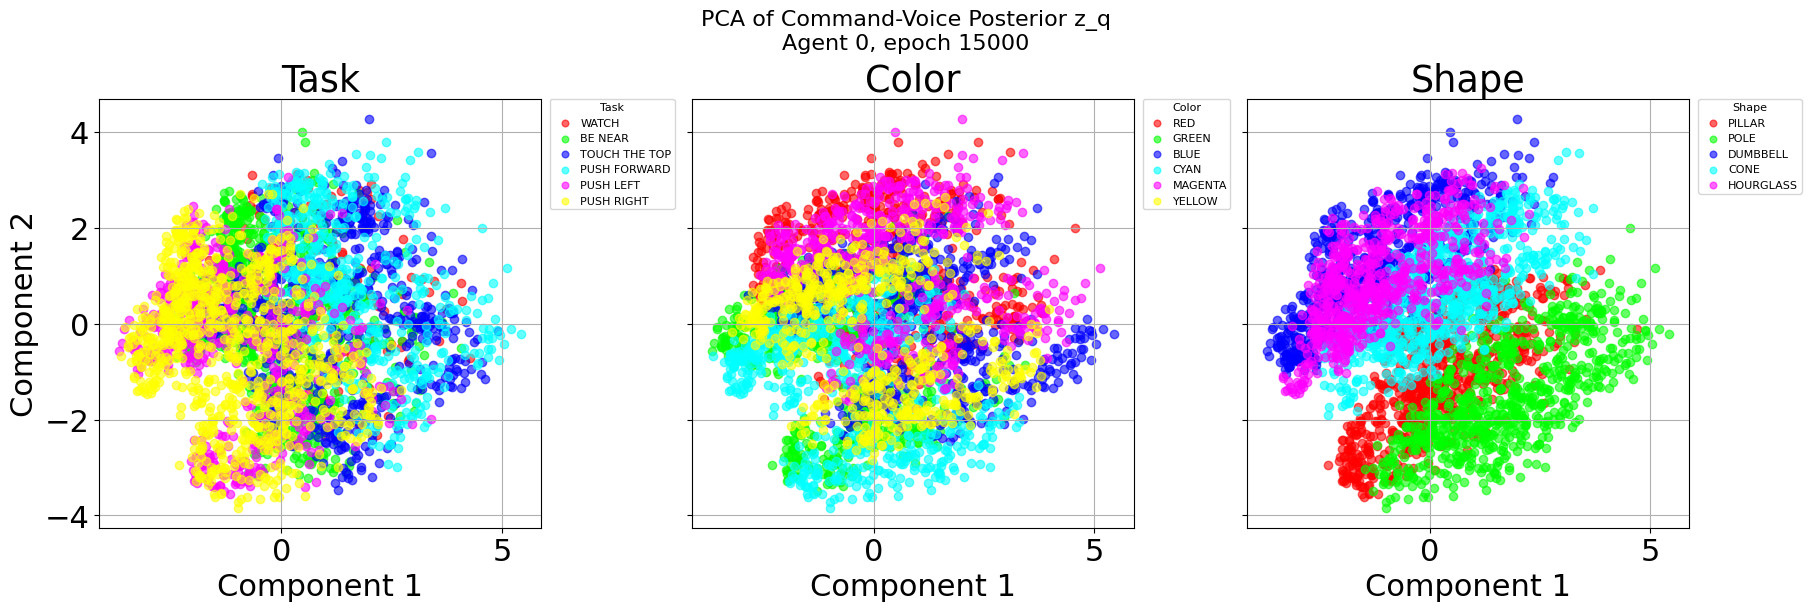 PCA of Command-Voice Posterior z_q
Agent 0, epoch 15000
Task
Component 2
4
2
0
−2
−4
0 5
Component 1
Task
WATCH
BE NEAR
TOUCH THE TOP
PUSH FORWARD
PUSH LEFT
PUSH RIGHT
Color
0 5
Component 1
Color
RED
GREEN
BLUE
CYAN
MAGENTA
YELLOW
Shape
0 5
Component 1
Shape
PILLAR
POLE
DUMBBELL
CONE
HOURGLASS